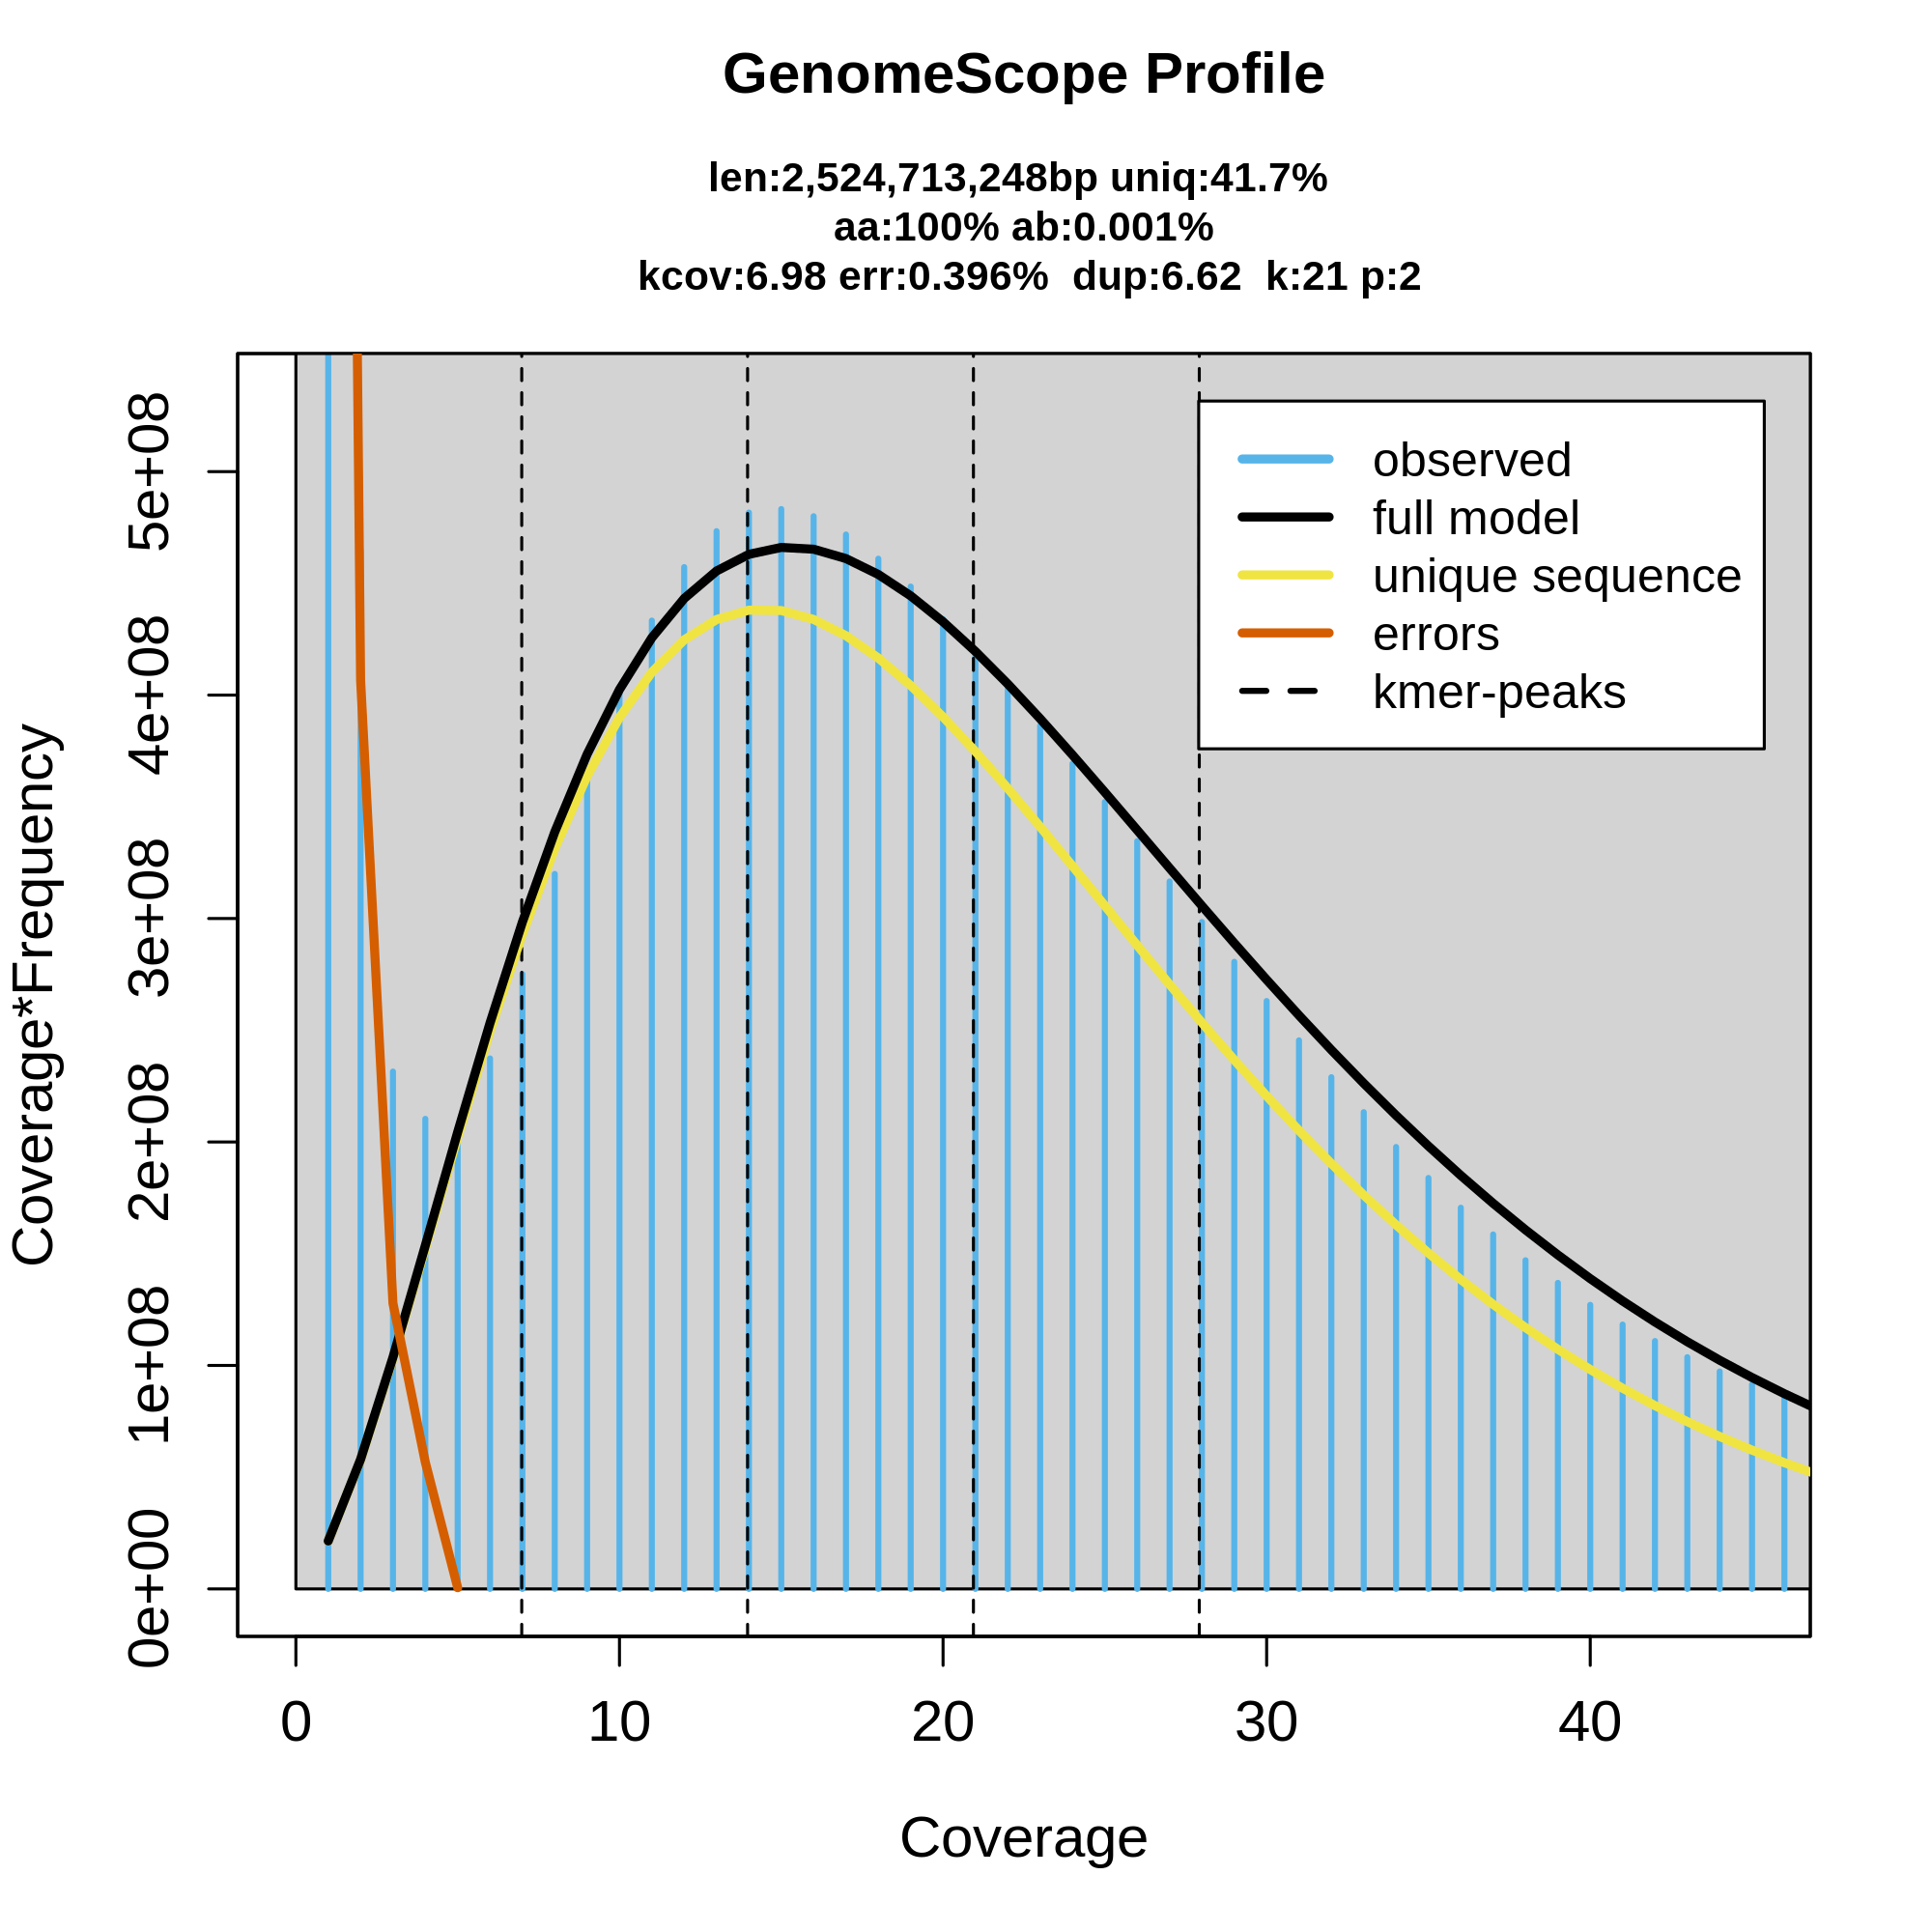 GenomeScope Profile
len:2,524,713,248bp uniq:41.7%
aa:100% ab:0.001%
kcov:6.98 err:0.396%  dup:6.62  k:21 p:2
observed
full model
unique sequence
errors
kmer-peaks
Coverage*Frequency
5e+08
4e+08
3e+08
2e+08
1e+08
0e+00
0 10 20 30 40
Coverage